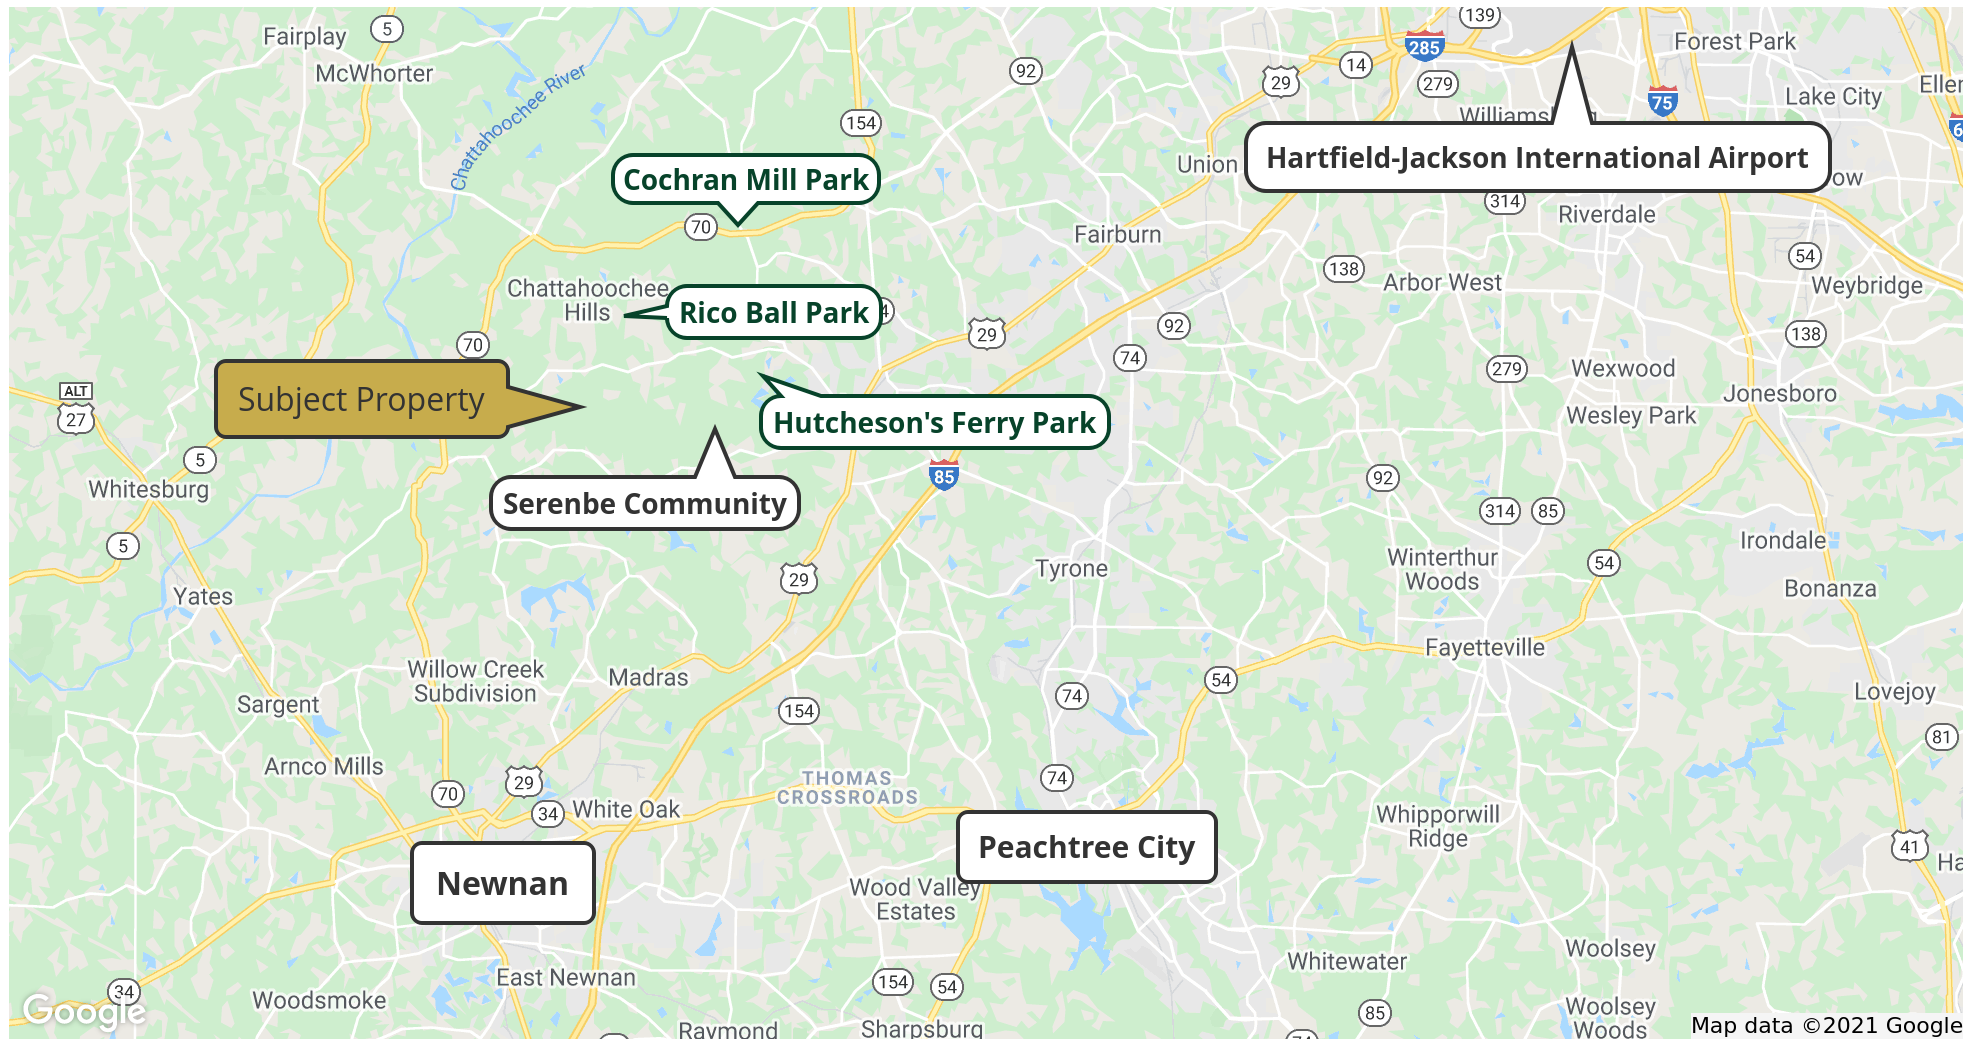 Fairplay
5
139
McWhorter
285
Forest Park
14
92
29
279
75
Lake City
Chattahoochee River
154
Cochran Mill Park
Union
Hartfield-Jackson International Airport
314
Riverdale
70
Fairburn
138
54
Arbor West
Weybridge
Chattahoochee
Hills
Rico Ball Park
29
92
138
70
74
279
Wexwood
ALT
27
Subject Property
Jonesboro
Hutcheson's Ferry Park
Wesley Park
5
85
92
Whitesburg
Serenbe Community
314
85
5
Irondale
Winterthur
Woods
54
Tyrone
29
Yates
Bonanza
Fayetteville
Willow Creek
Subdivision
Madras
54
74
Lovejoy
Sargent
154
81
Arnco Mills
THOMAS
CROSSROADS
74
29
70
34
White Oak
Whipporwill
Ridge
Peachtree City
41
Newnan
Wood Valley
Estates
Woolsey
Whitewater
East Newnan
154
54
34
Woodsmoke
85
Woolsey
Woods
Google
Raymond
Sharpsburg
74
Map data ©2021 Google